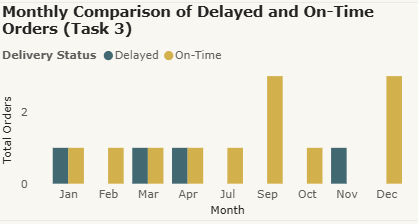 Monthly Comparison of Delayed and On-Time
Orders (Task 3)
Delivery Status Delayed On-Time
2
0
Total Orders
Jan Feb Mar Apr Jul Sep Oct Nov Dec
Month